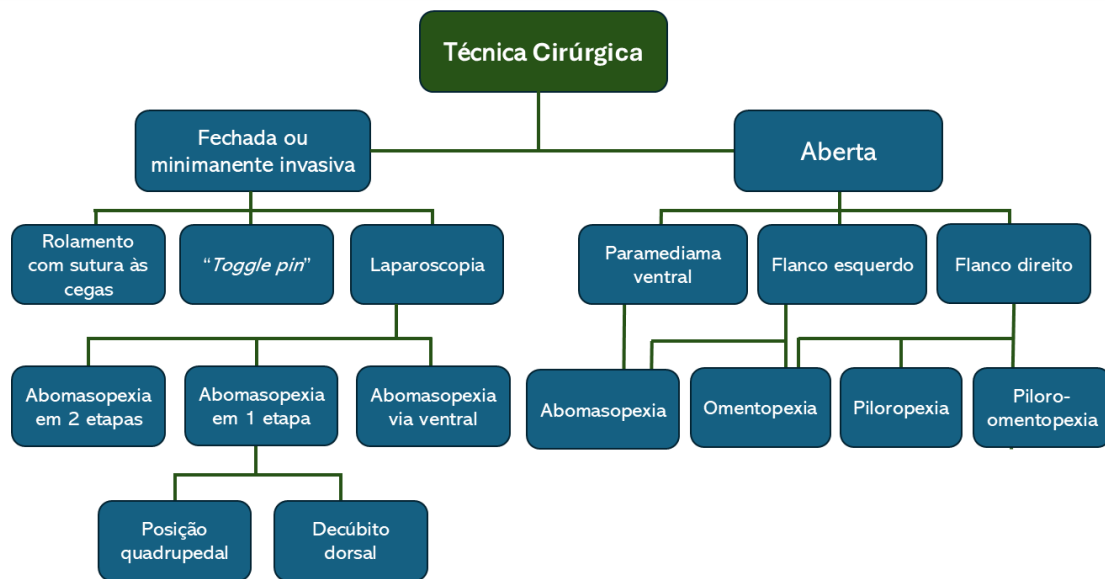 Técnica Cirúrgica
Fechada ou
minimanente invasiva
Aberta
Rolamento
com sutura às
cegas
“Toggle pin”
Laparoscopia
Paramediama
ventral
Flanco esquerdo
Flanco direito
Abomasopexia
em 2 etapas
Abomasopexia
em 1 etapa
Abomasopexia
via ventral
Abomasopexia
Omentopexia
Piloropexia
Piloro-
omentopexia
Posição
quadrupedal
Decúbito
dorsal